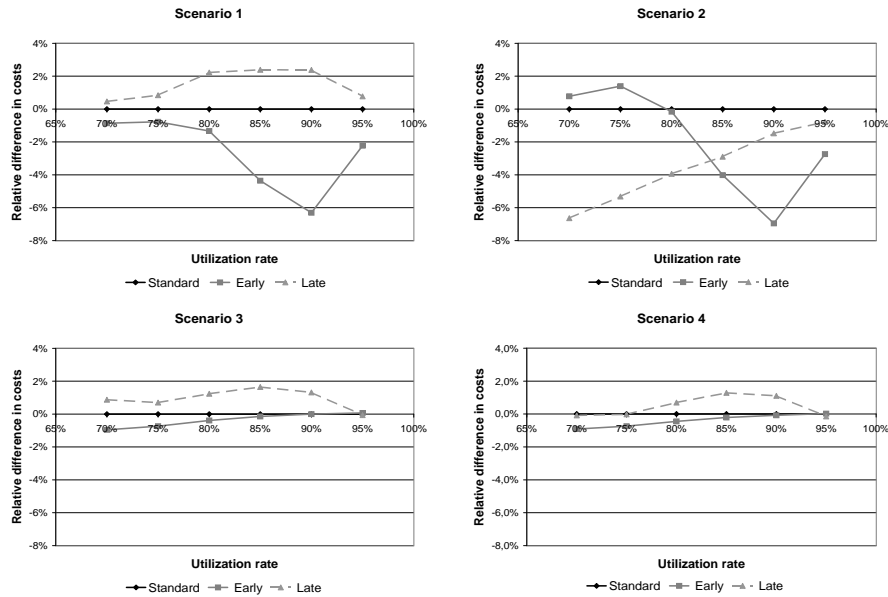 Scenario 1
4%
2%
0%
-2%
-4%
-6%
-8%
65% 70% 75% 80% 85% 90% 95% 100%
Relative difference in costs
Utilization rate
Standard Early Late
Scenario 2
4%
2%
0%
-2%
-4%
-6%
-8%
65% 70% 75% 80% 85% 90% 95% 100%
Relative difference in costs
Utilization rate
Standard Early Late
Scenario 3
4%
2%
0%
-2%
-4%
-6%
-8%
65% 70% 75% 80% 85% 90% 95% 100%
Relative difference in costs
Utilization rate
Standard Early Late
Scenario 4
4,0%
2,0%
0,0%
-2,0%
-4,0%
-6,0%
-8,0%
65% 70% 75% 80% 85% 90% 95% 100%
Relative difference in costs
Utilization rate
Standard Early Late